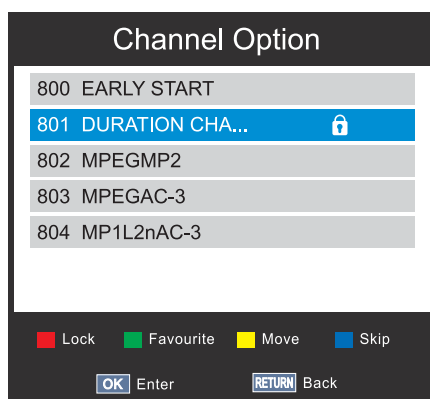 Channel Option
800 EARLY START
801 DURATION CHA...
802 MPEGMP2
803 MPEGAC-3
804 MP1L2nAC-3
Lock Favourite Move Skip
OK Enter RETURN Back